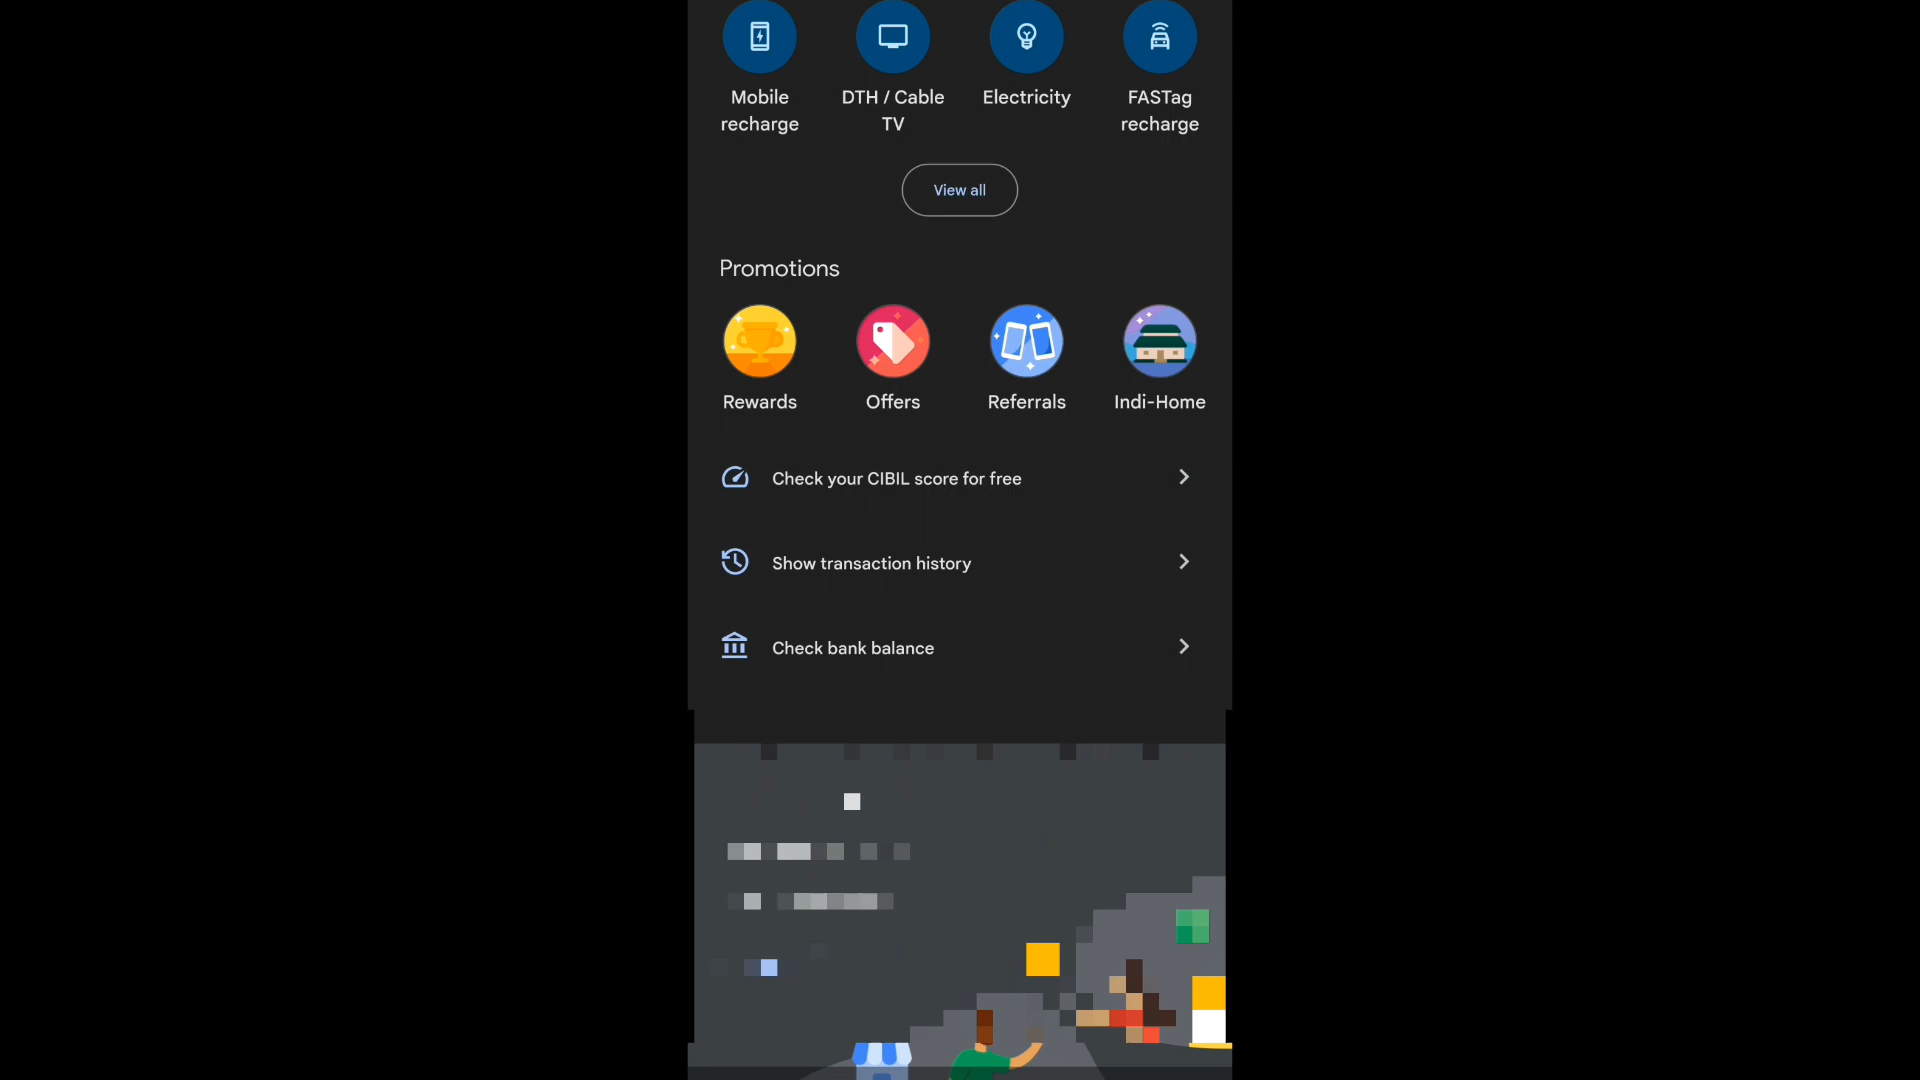 Mobile recharge
DTH / Cable TV
Electricity
FASTag recharge
View all
Promotions
Rewards
Offers
Referrals
Indi-Home
Check your CIBIL score for free
Show transaction history
Check bank balance